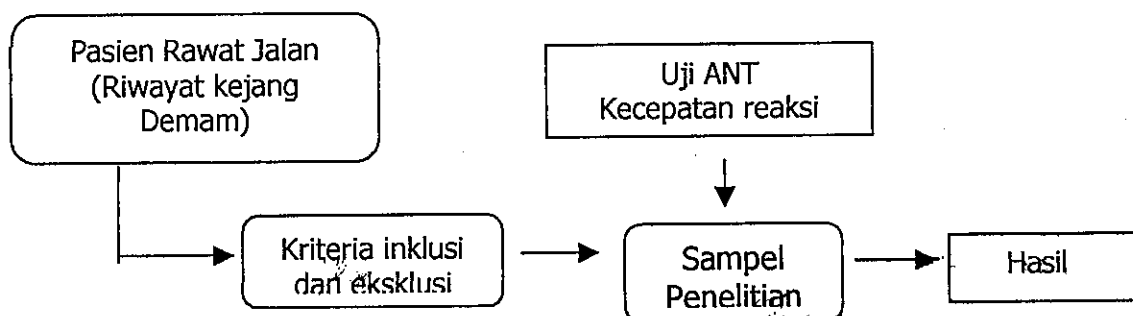 Pasien Rawat Jalan
(Riwayat kejang
Demam)
Uji ANT
Kecepatan reaksi
Kriteria inklusi
dan eksklusi
Sampel
Penelitian
Hasil